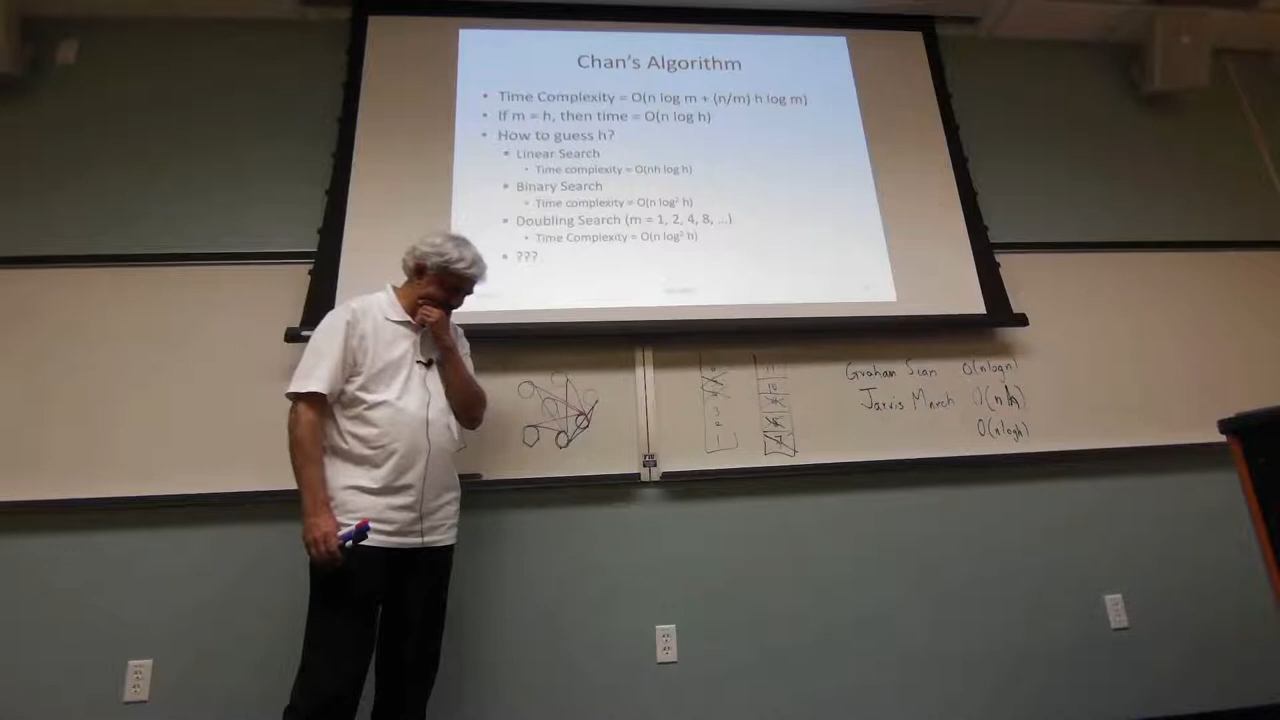 Chan's Algorithm
• Time Complexity = O(n log m + (n/m) h log m)
• If m = h, then time = O(n log h)
• How to guess h?
▪ Linear Search
• Time complexity = O(nh log h)
▪ Binary Search
• Time complexity = O(n log² h)
▪ Doubling Search (m = 1, 2, 4, 8, ...)
• Time Complexity = O(n log² h)
▪ ???
Graham Scan O(nlogn)
Jarvis March O(nh)
O(nlogh)